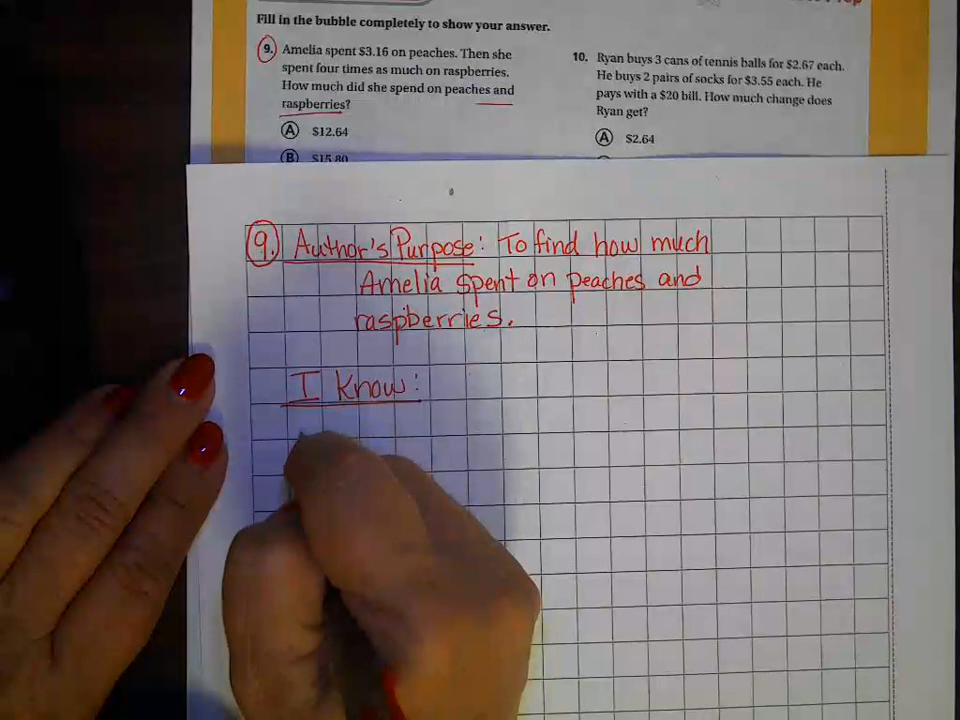 Fill in the bubble completely to show your answer.
9. Amelia spent $3.16 on peaches. Then she
spent four times as much on raspberries.
How much did she spend on peaches and
raspberries?
A $12.64
B $15.80
10. Ryan buys 3 cans of tennis balls for $2.67 each.
He buys 2 pairs of socks for $3.55 each. He
pays with a $20 bill. How much change does
Ryan get?
A $2.64
9. Author's Purpose: To find how much
Amelia spent on peaches and
raspberries.
I know: